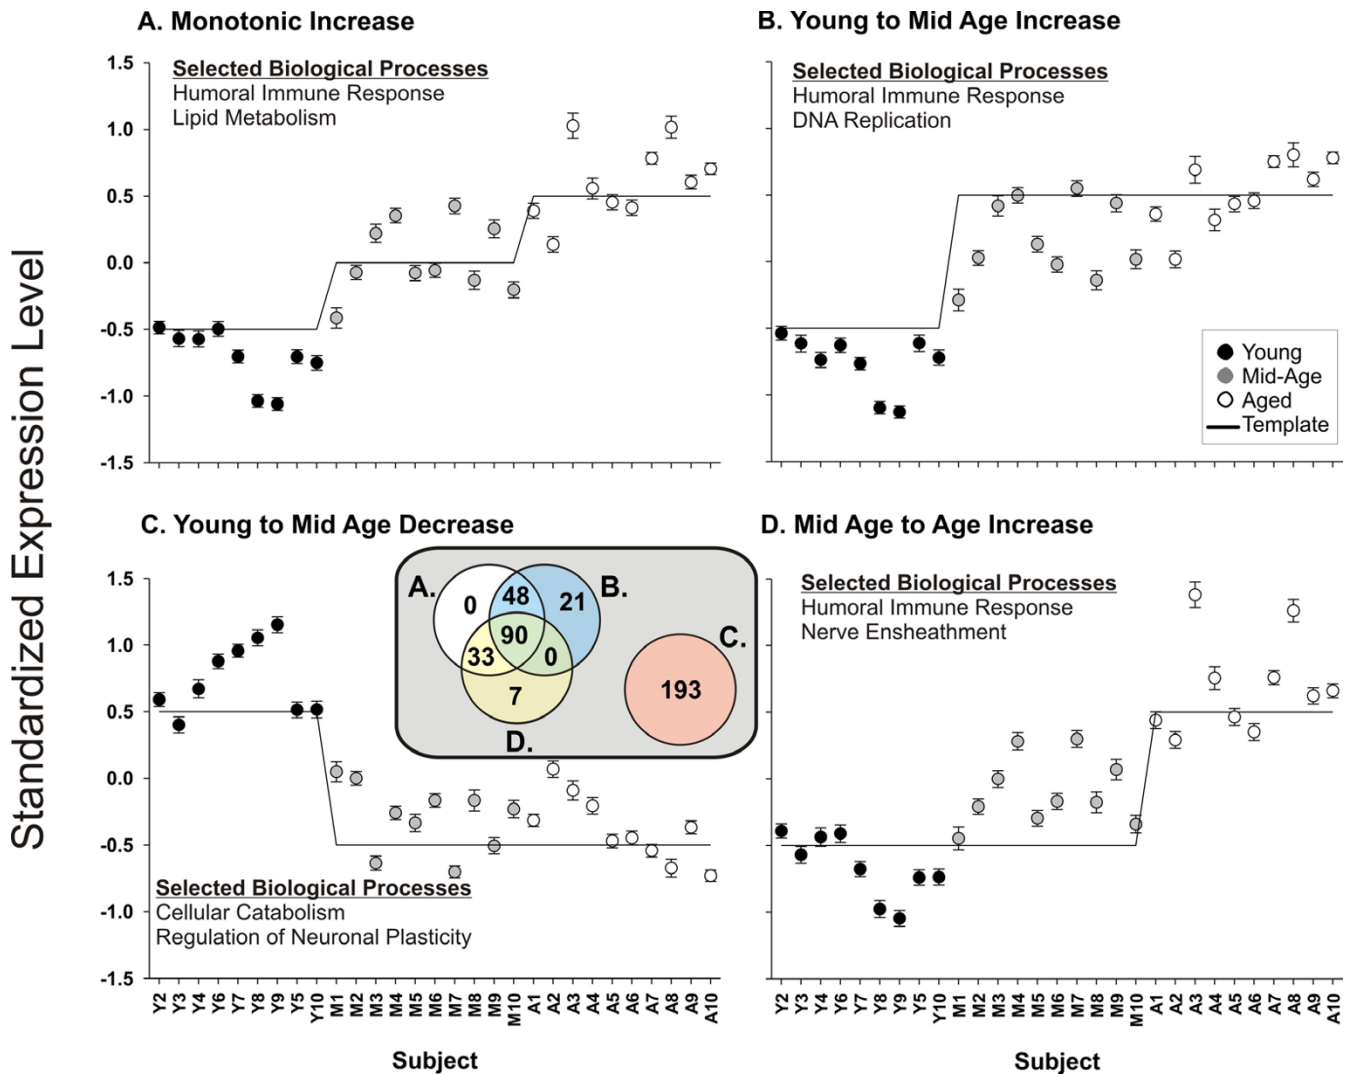 Standardized Expression Level
A. Monotonic Increase
Selected Biological Processes
Humoral Immune Response
Lipid Metabolism
1.5
1.0
0.5
0.0
-0.5
-1.0
-1.5
B. Young to Mid Age Increase
Selected Biological Processes
Humoral Immune Response
DNA Replication
Young
Mid-Age
Aged
Template
C. Young to Mid Age Decrease
1.5
1.0
0.5
0.0
-0.5
-1.0
-1.5
Selected Biological Processes
Cellular Catabolism
Regulation of Neuronal Plasticity
Y2 Y3 Y4 Y6 Y7 Y8 Y9 Y5 Y10 M1 M2 M3 M4 M5 M6 M7 M8 M9 M10 A1 A2 A3 A4 A5 A6 A7 A8 A9 A10
Subject
A.
0
48
21
B.
90
33
0
7
D.
C.
193
D. Mid Age to Age Increase
Selected Biological Processes
Humoral Immune Response
Nerve Ensheathment
Y2 Y3 Y4 Y6 Y7 Y8 Y9 Y5 Y10 M1 M2 M3 M4 M5 M6 M7 M8 M9 M10 A1 A2 A3 A4 A5 A6 A7 A8 A9 A10
Subject